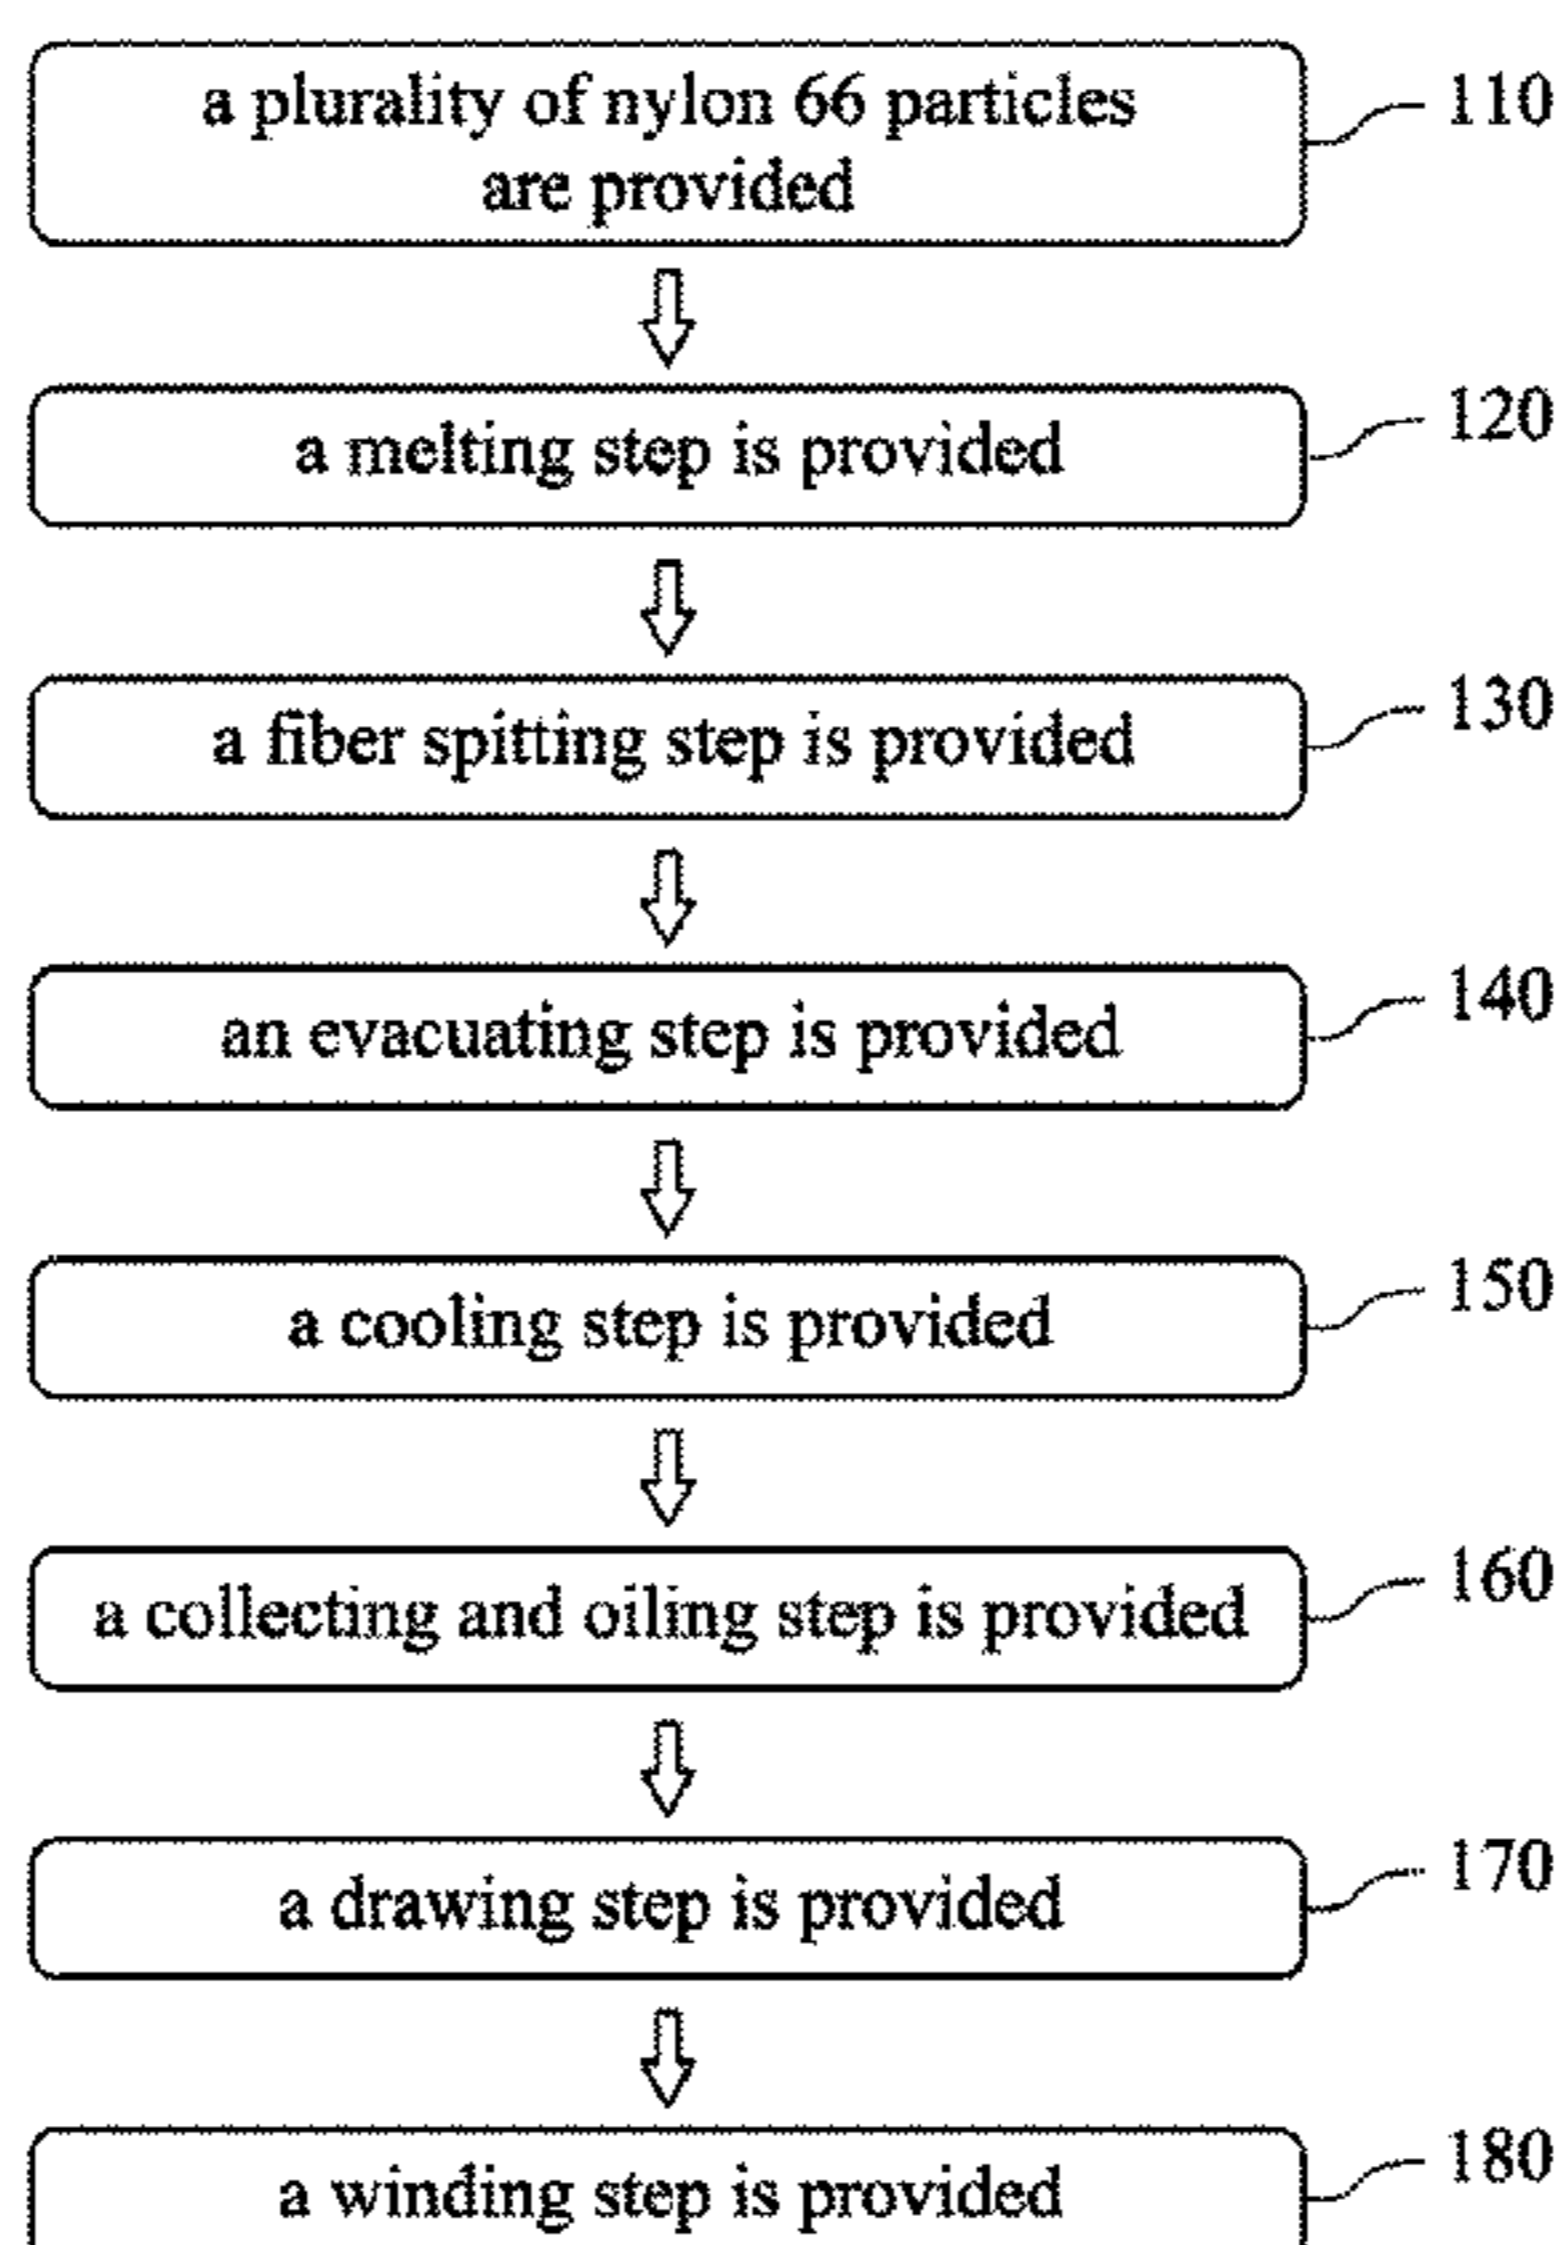 a plurality of nylon 66 particles
are provided
110
a melting step is provided
120
a fiber spitting step is provided
130
an evacuating step is provided
140
a cooling step is provided
150
a collecting and oiling step is provided
160
a drawing step is provided
170
a winding step is provided
180